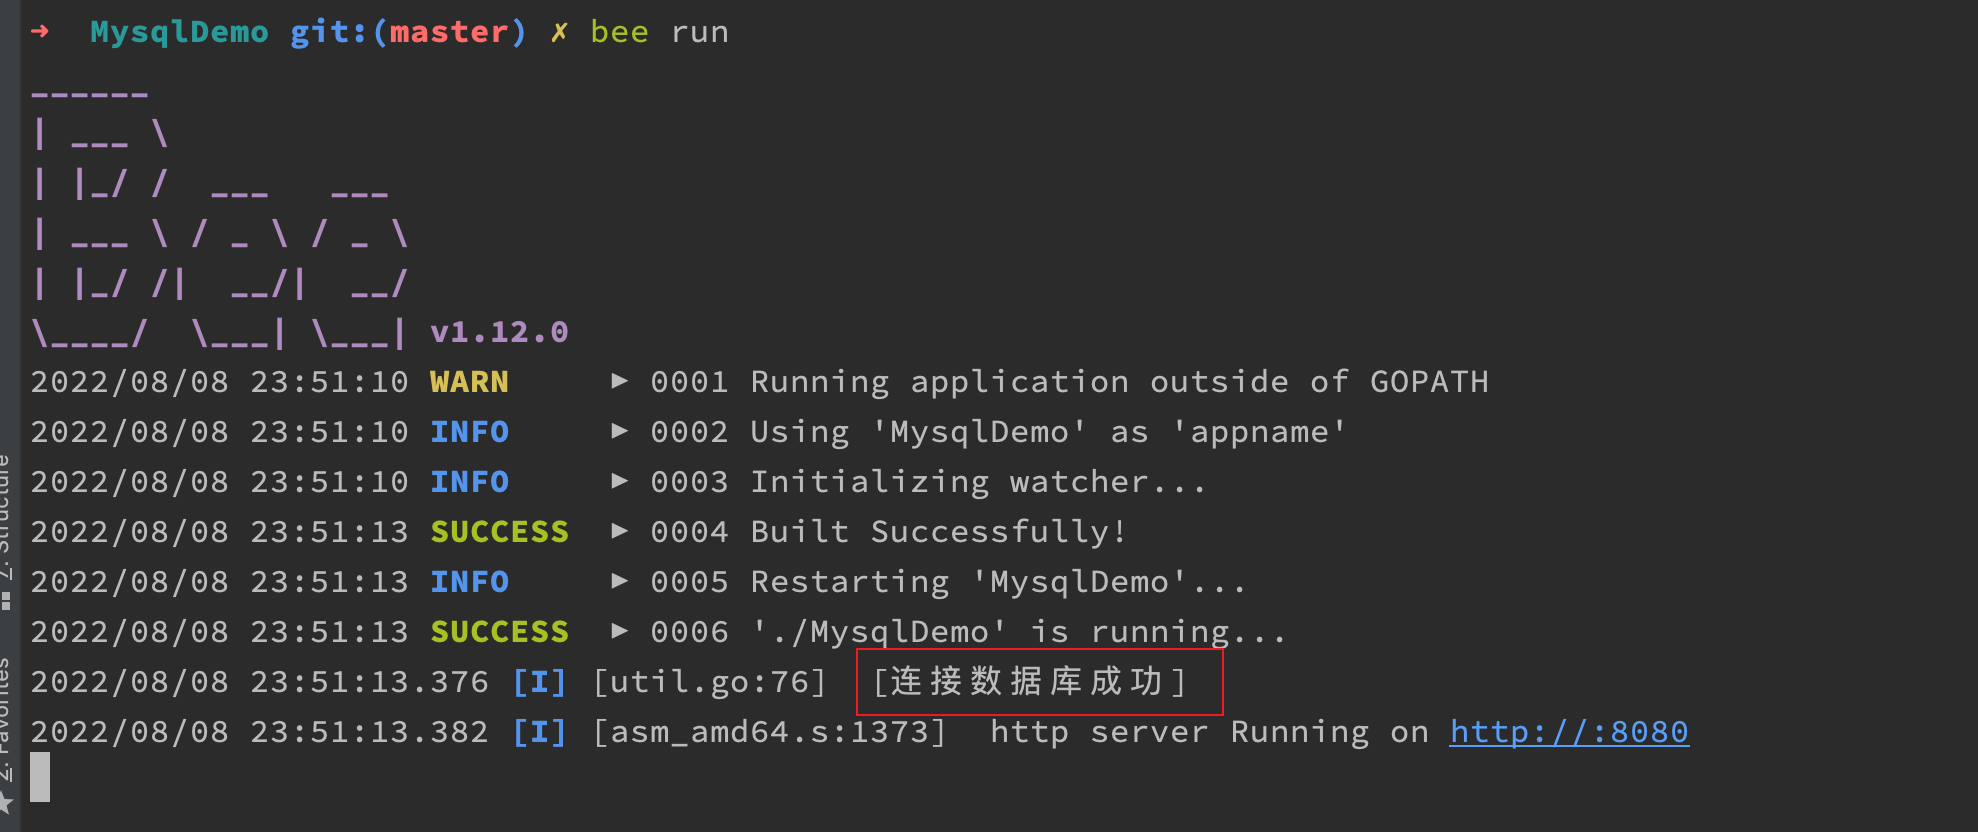 ➜  MysqlDemo git:(master) ✗ bee run
______
| ___ \
| |_/ /  ___   ___
| ___ \ / _ \ / _ \
| |_/ /|  __/|  __/
\____/  \___| \___| v1.12.0
2022/08/08 23:51:10 WARN     ▶ 0001 Running application outside of GOPATH
2022/08/08 23:51:10 INFO     ▶ 0002 Using 'MysqlDemo' as 'appname'
2022/08/08 23:51:10 INFO     ▶ 0003 Initializing watcher...
2022/08/08 23:51:13 SUCCESS  ▶ 0004 Built Successfully!
2022/08/08 23:51:13 INFO     ▶ 0005 Restarting 'MysqlDemo'...
2022/08/08 23:51:13 SUCCESS  ▶ 0006 './MysqlDemo' is running...
2022/08/08 23:51:13.376 [I] [util.go:76]  [连接数据库成功]
2022/08/08 23:51:13.382 [I] [asm_amd64.s:1373]  http server Running on http://:8080
7: Structure
2: Favorites